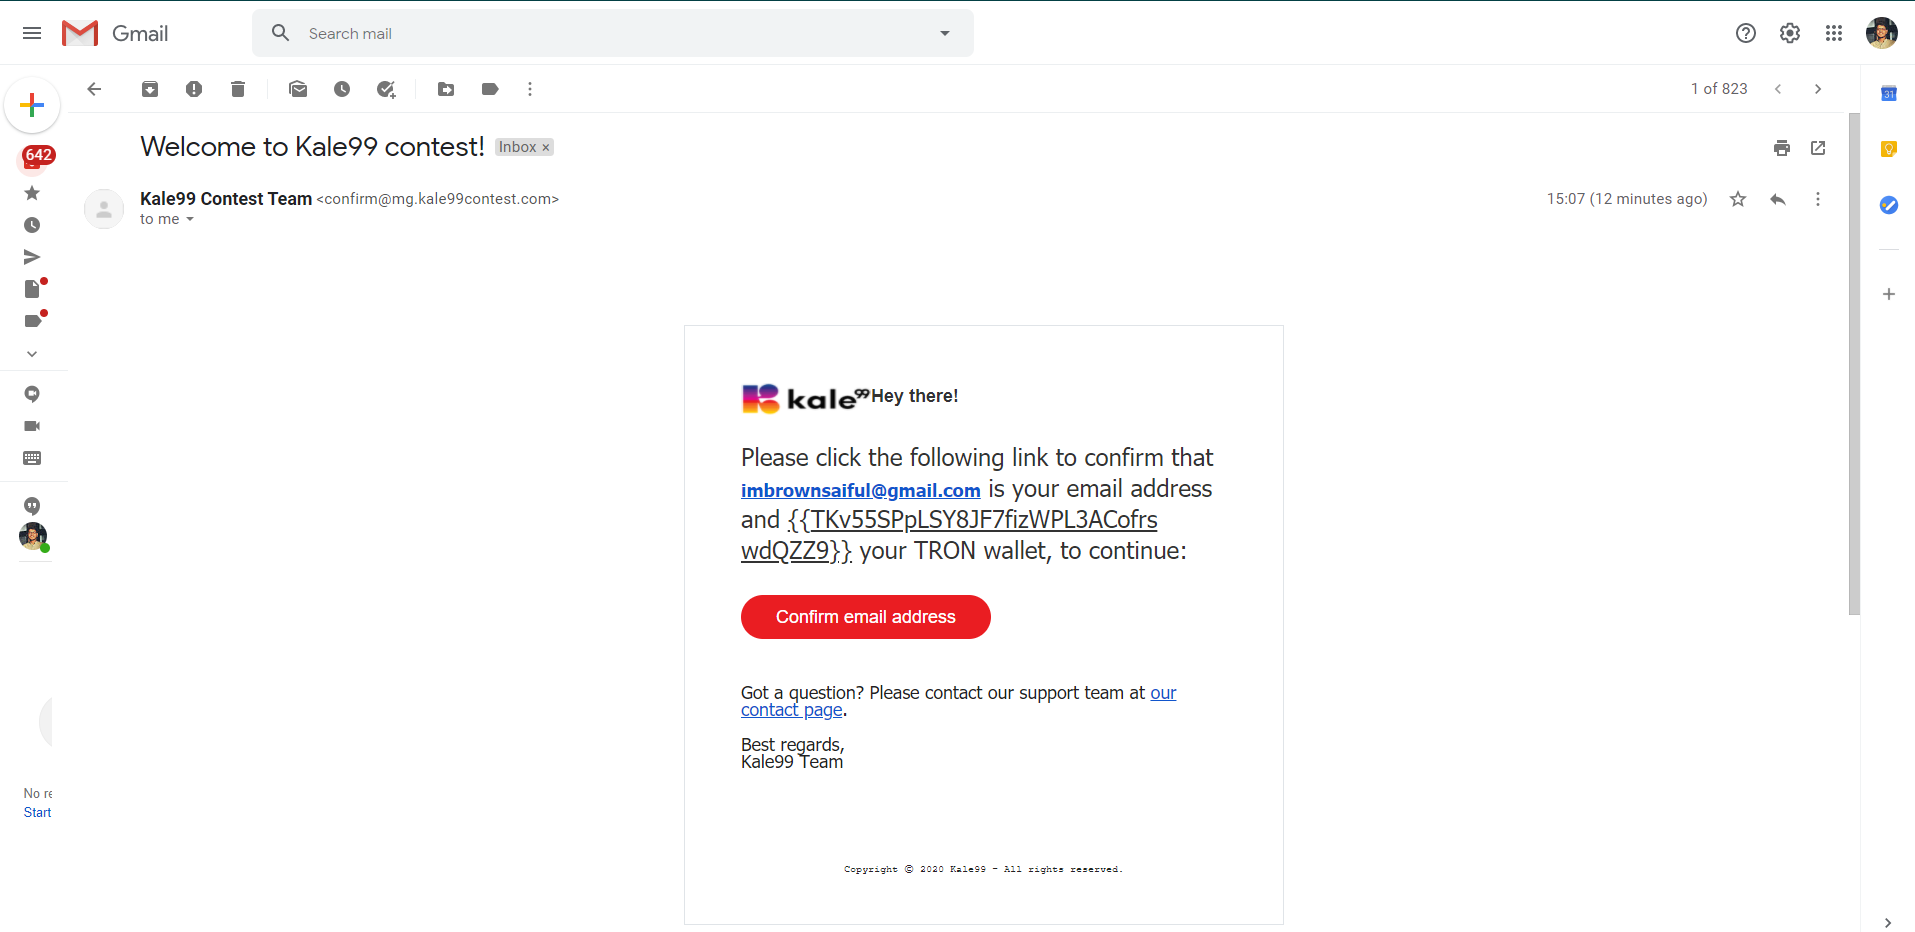 Gmail
Search mail
1 of 823
31
642
Welcome to Kale99 contest! Inbox ×
Kale99 Contest Team <confirm@mg.kale99contest.com>
15:07 (12 minutes ago)
to me
kale99 Hey there!
Please click the following link to confirm that
imbrownsaiful@gmail.com is your email address
and {{TKv55SPpLSY8JF7fizWPL3ACofrs
wdQZZ9}} your TRON wallet, to continue:
Confirm email address
Got a question? Please contact our support team at our
contact page.
Best regards,
Kale99 Team
No re
Start
Copyright © 2020 Kale99 - All rights reserved.